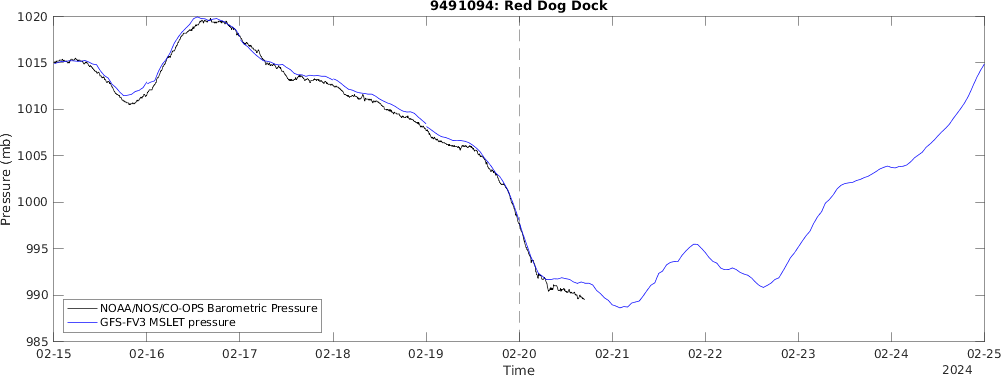 9491094: Red Dog Dock
1020
1015
1010
1005
1000
995
990
985
Pressure (mb)
NOAA/NOS/CO-OPS Barometric Pressure
GFS-FV3 MSLET pressure
02-15 02-16 02-17 02-18 02-19 02-20 02-21 02-22 02-23 02-24 02-25
Time
2024